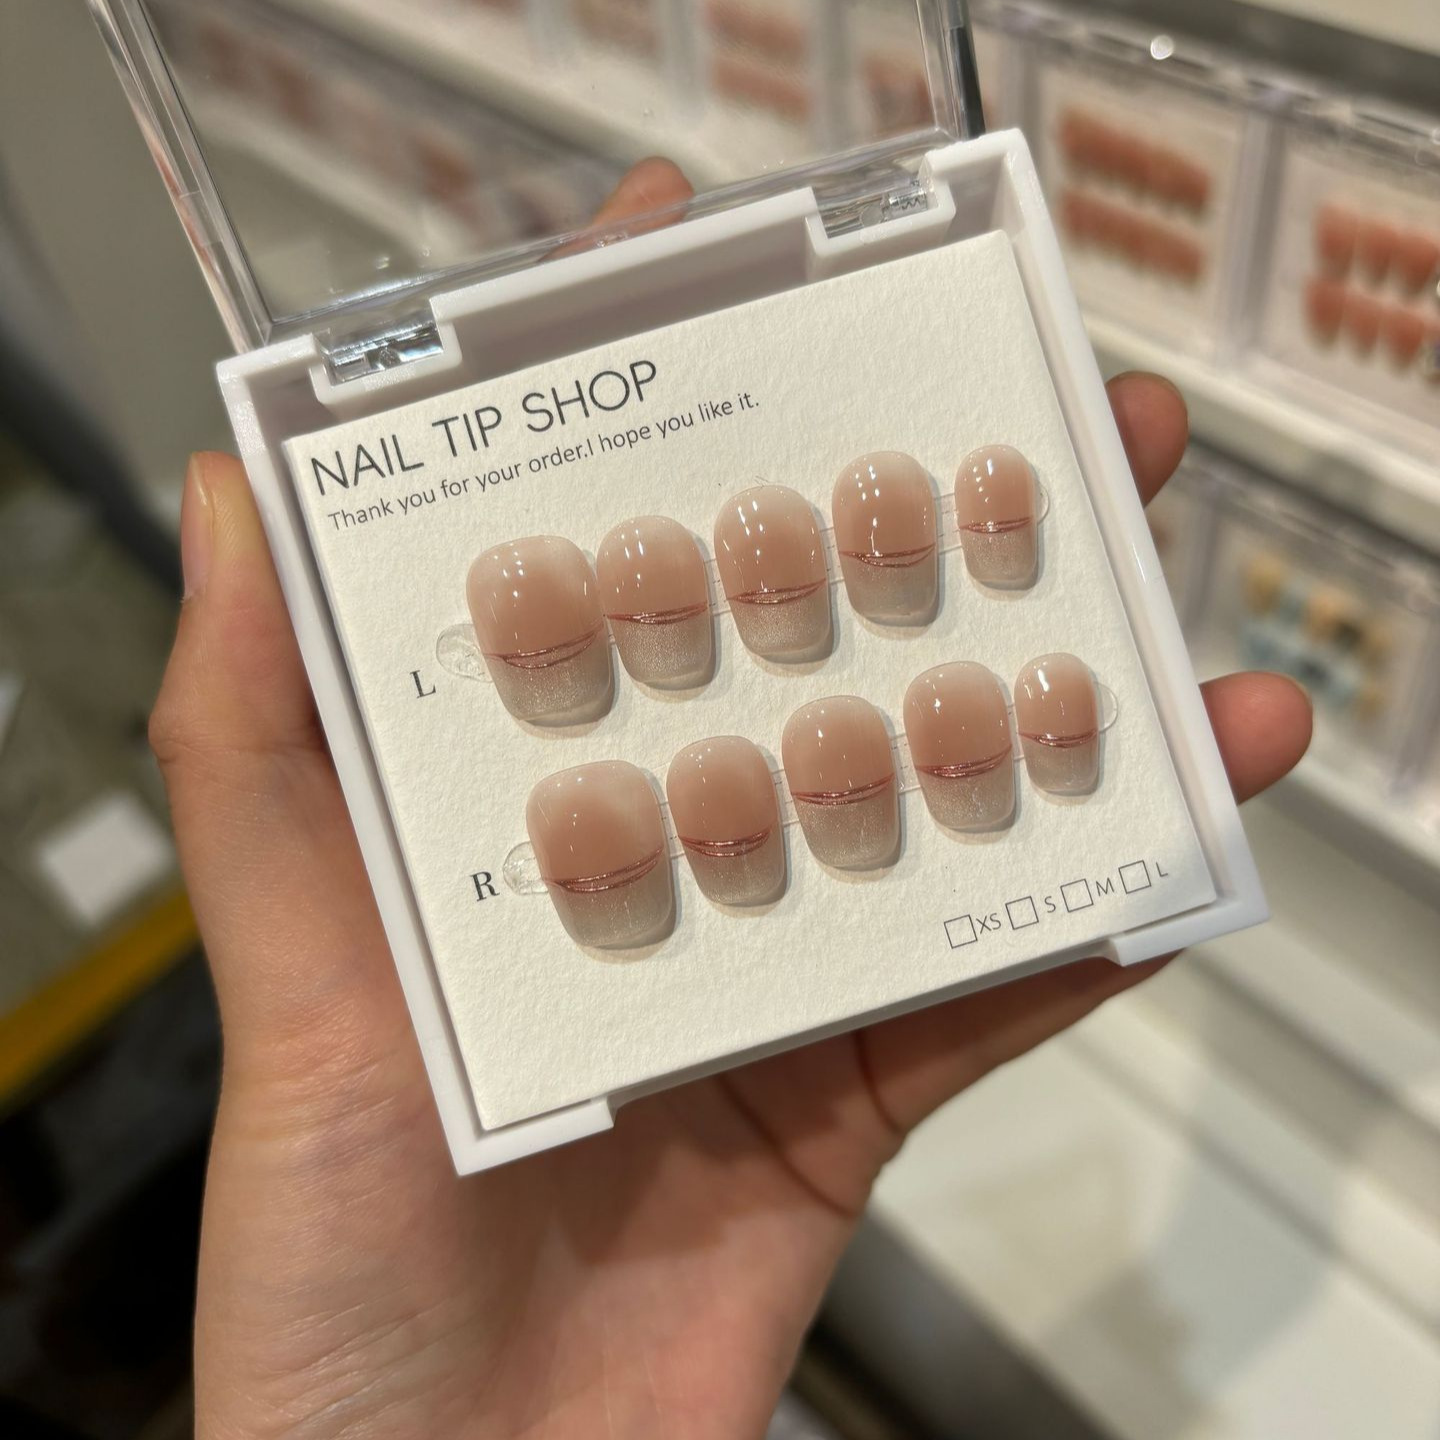 NAIL TIP SHOP
Thank you for your order.I hope you like it.
L
R
XS S M L